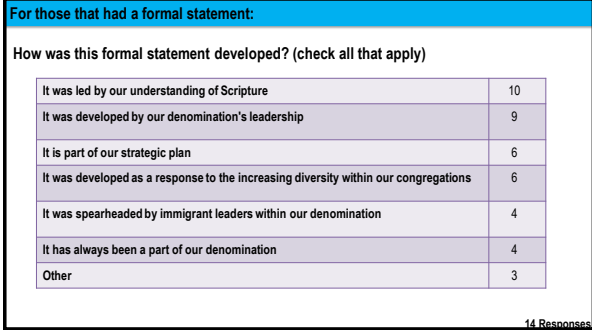 For those that had a formal statement:
How was this formal statement developed? (check all that apply)
It was led by our understanding of Scripture 10
It was developed by our denomination's leadership 9
It is part of our strategic plan 6
It was developed as a response to the increasing diversity within our congregations 6
It was spearheaded by immigrant leaders within our denomination 4
It has always been a part of our denomination 4
Other 3
14 Responses